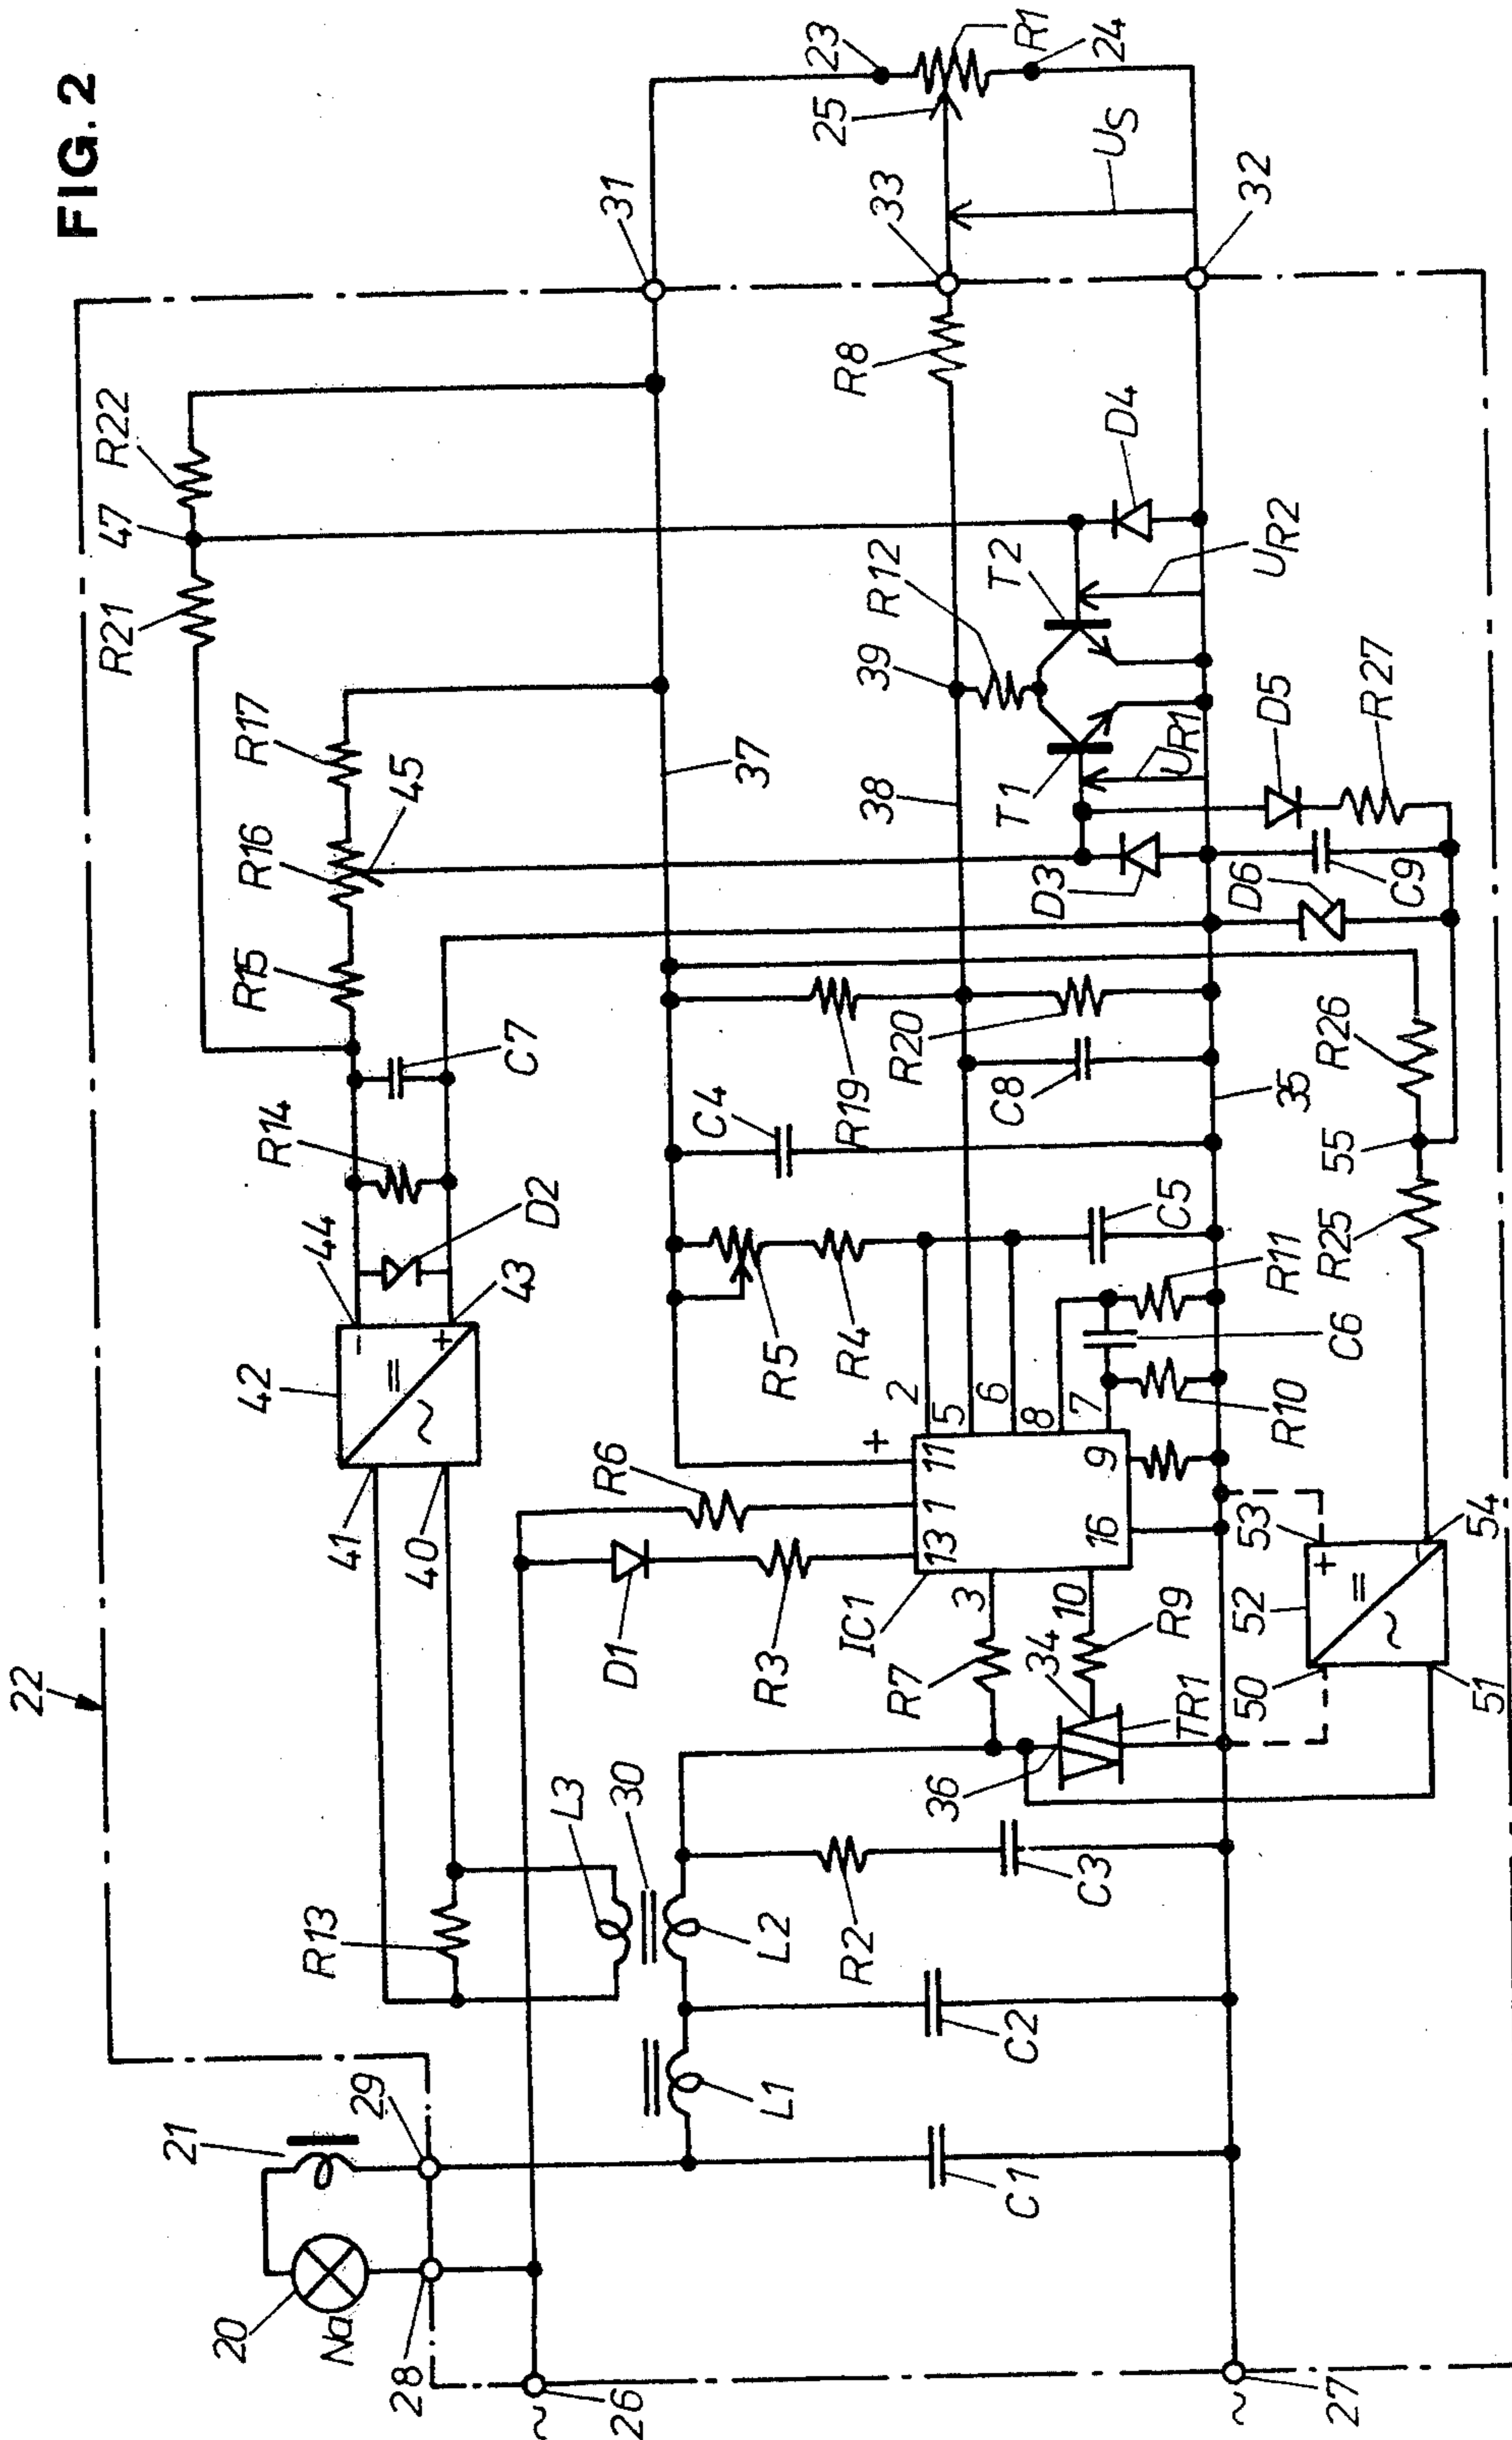 FIG. 2
22
R21
47
R22
R15
R16
R17
45
31
23
25
R1
24
33
US
32
R8
37
38
39
R12
T2
D4
UR2
T1
UR1
D3
D5
R27
D6
C9
42
44
43
41
40
−
+
=
~
R14
D2
C7
C4
R19
R20
C8
35
R5
R4
C5
R11
C6
R10
R6
D1
R3
IC1
+
13
1
11
2
5
6
8
7
9
16
3
10
R7
R9
34
TR1
36
50
51
52
53
54
+
−
=
~
R25
55
R26
R13
L3
30
L2
R2
C3
C2
L1
C1
21
29
20
Na
28
26
~
27
~